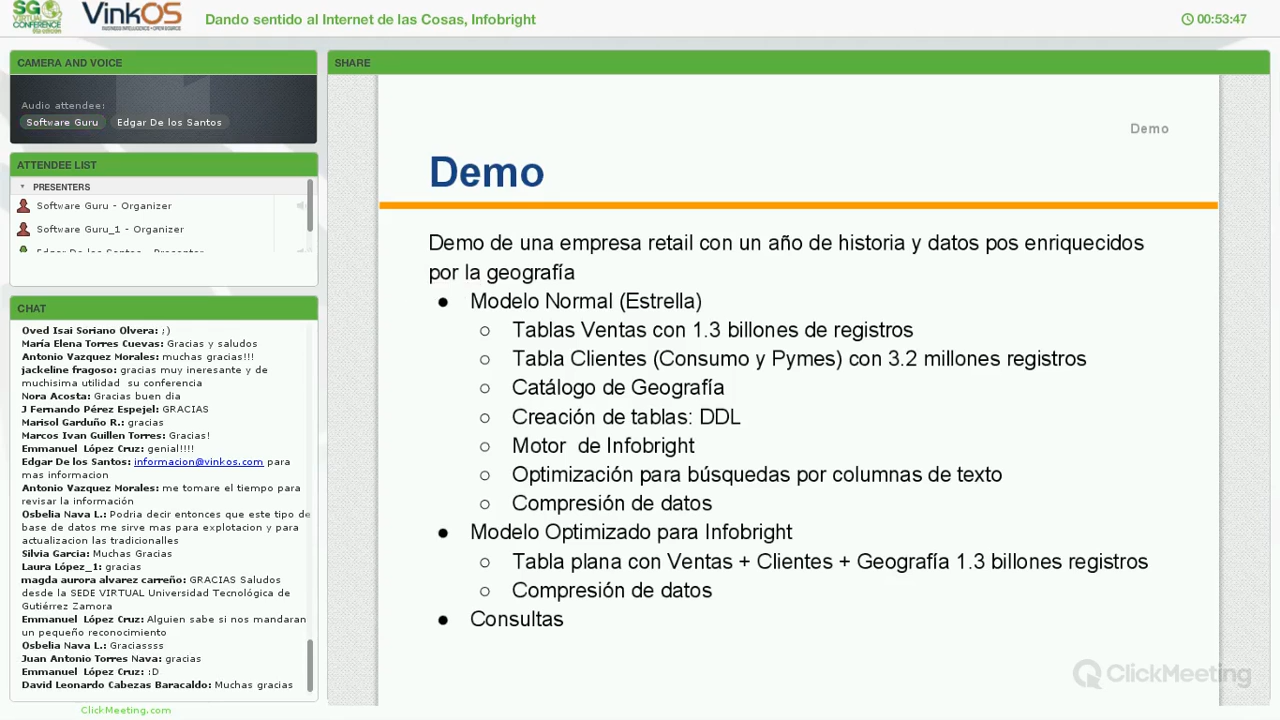 SG
VIRTUAL
CONFERENCE
VinkOS
Dando sentido al Internet de las Cosas, Infobright
00:53:47
CAMERA AND VOICE
Audio attendee:
Software Guru
Edgar De los Santos
ATTENDEE LIST
PRESENTERS
Software Guru - Organizer
Software Guru_1 - Organizer
Edgar De los Santos - Presenter
CHAT
Oved Isai Soriano Olvera: ;)
María Elena Torres Cuevas: Gracias y saludos
Antonio Vazquez Morales: muchas gracias!!!
jackeline fragoso: gracias muy ineresante y de
muchisima utilidad su conferencia
Nora Acosta: Gracias buen dia
J Fernando Pérez Espejel: GRACIAS
Marisol Garduño R.: gracias
Marcos Ivan Guillen Torres: Gracias!
Emmanuel López Cruz: genial!!!!
Edgar De los Santos: informacion@vinkos.com para
mas informacion
Antonio Vazquez Morales: me tomare el tiempo para
revisar la información
Osbelia Nava L.: Podria decir entonces que este tipo de
base de datos me sirve mas para explotacion y para
actualizacion las tradicionalles
Silvia Garcia: Muchas Gracias
Laura López_1: gracias
magda aurora alvarez carreño: GRACIAS Saludos
desde la SEDE VIRTUAL Universidad Tecnológica de
Gutiérrez Zamora
Emmanuel López Cruz: Alguien sabe si nos mandaran
un pequeño reconocimiento
Osbelia Nava L.: Graciassss
Juan Antonio Torres Nava: gracias
Emmanuel López Cruz: :D
David Leonardo Cabezas Baracaldo: Muchas gracias
ClickMeeting.com
SHARE
Demo
Demo
Demo de una empresa retail con un año de historia y datos pos enriquecidos
por la geografía
● Modelo Normal (Estrella)
○ Tablas Ventas con 1.3 billones de registros
○ Tabla Clientes (Consumo y Pymes) con 3.2 millones registros
○ Catálogo de Geografía
○ Creación de tablas: DDL
○ Motor de Infobright
○ Optimización para búsquedas por columnas de texto
○ Compresión de datos
● Modelo Optimizado para Infobright
○ Tabla plana con Ventas + Clientes + Geografía 1.3 billones registros
○ Compresión de datos
● Consultas
ClickMeeting